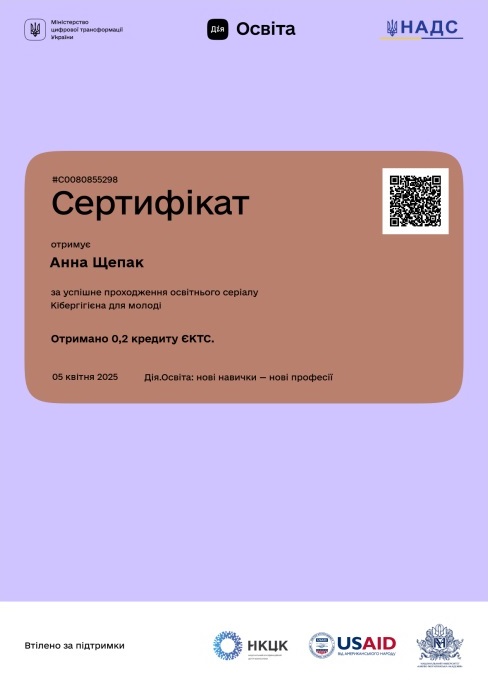 Міністерство
цифрової трансформації
України
Дія Освіта
НАДС
#C0080855298
Сертифікат
отримує
Анна Щепак
за успішне проходження освітнього серіалу
Кібергігієна для молоді
Отримано 0,2 кредиту ЄКТС.
05 квітня 2025 Дія.Освіта: нові навички — нові професії
Втілено за підтримки
НКЦК
USAID
ВІД АМЕРИКАНСЬКОГО НАРОДУ